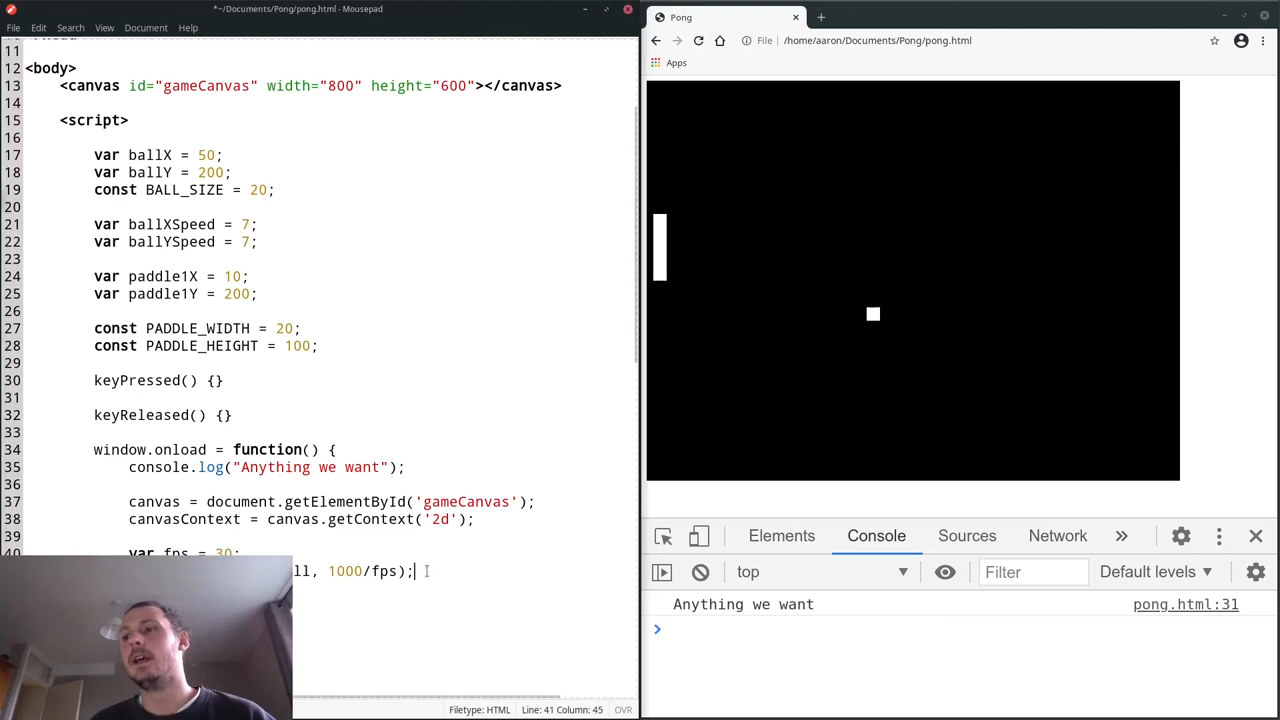 *~/Documents/Pong/pong.html - Mousepad
File Edit Search View Document Help
11
12 <body>
13 <canvas id="gameCanvas" width="800" height="600"></canvas>
14
15 <script>
16
17 var ballX = 50;
18 var ballY = 200;
19 const BALL_SIZE = 20;
20
21 var ballXSpeed = 7;
22 var ballYSpeed = 7;
23
24 var paddle1X = 10;
25 var paddle1Y = 200;
26
27 const PADDLE_WIDTH = 20;
28 const PADDLE_HEIGHT = 100;
29
30 keyPressed() {}
31
32 keyReleased() {}
33
34 window.onload = function() {
35 console.log("Anything we want");
36
37 canvas = document.getElementById('gameCanvas');
38 canvasContext = canvas.getContext('2d');
39
40 var fps = 30;
ll, 1000/fps);
Filetype: HTML Line: 41 Column: 45 OVR
Pong
File /home/aaron/Documents/Pong/pong.html
Apps
Elements Console Sources Network
top Filter Default levels
Anything we want pong.html:31